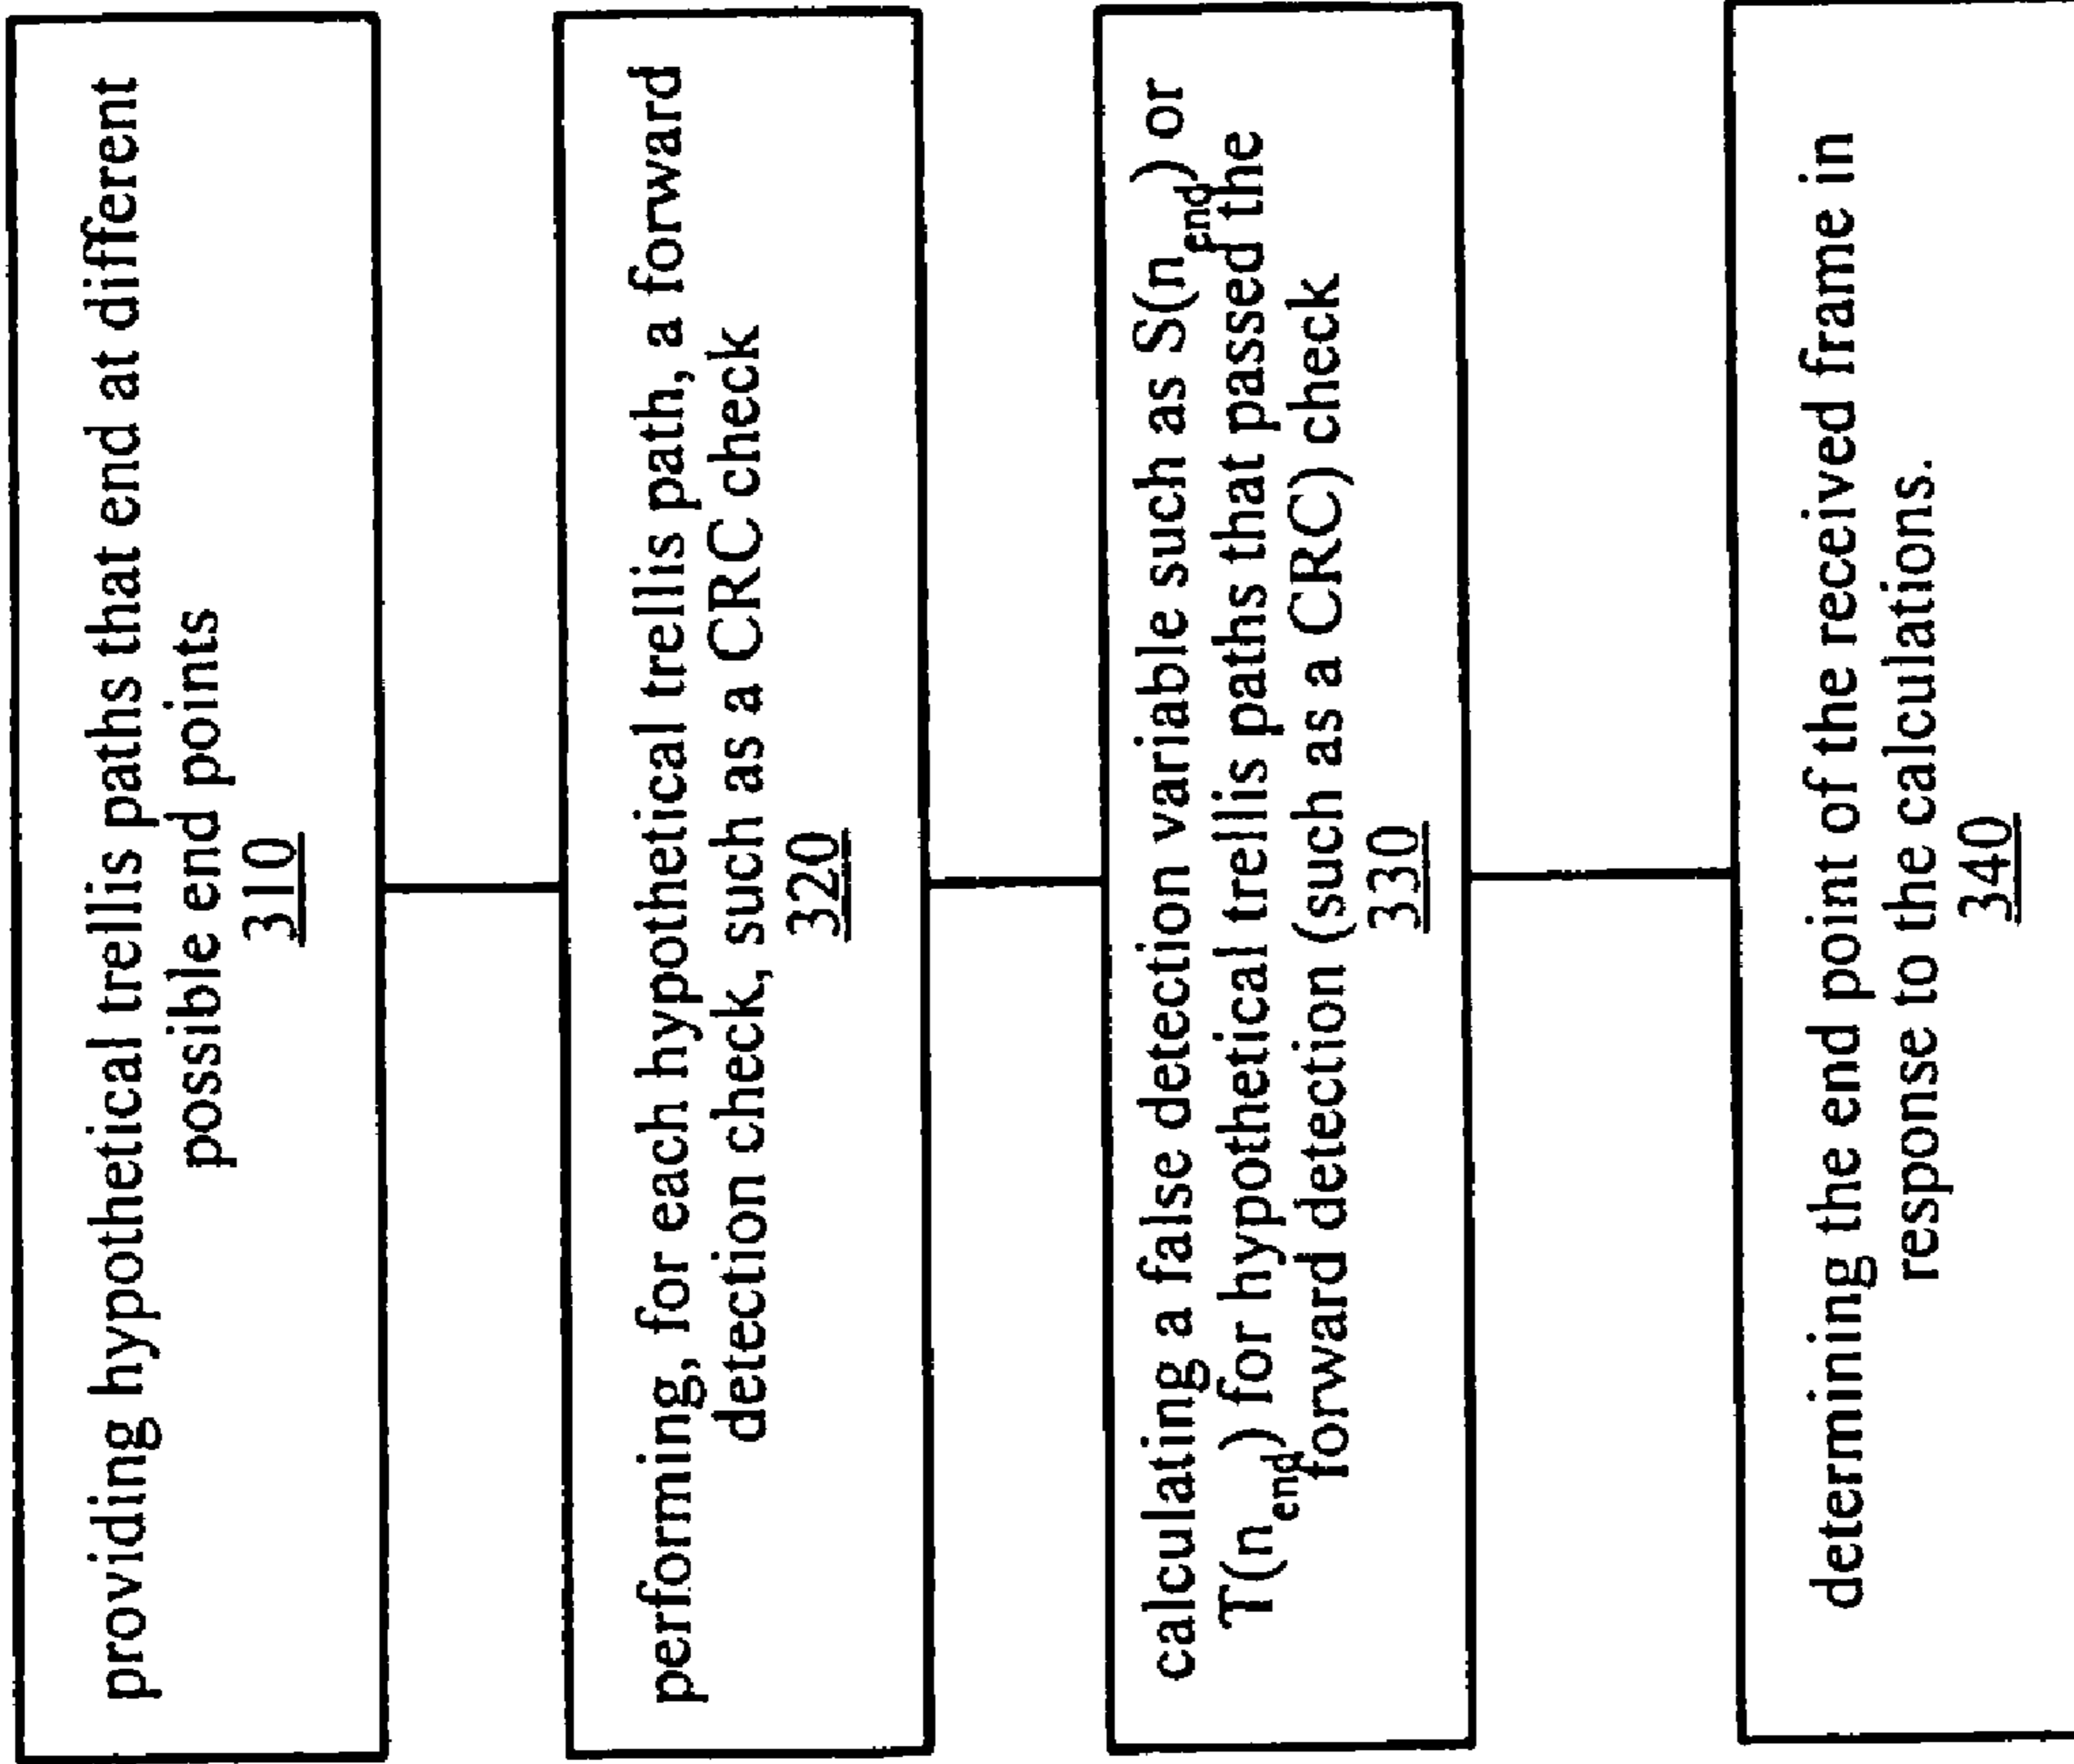 providing hypothetical trellis paths that end at different
possible end points
310
performing, for each hypothetical trellis path, a forward
detection check, such as a CRC check
320
calculating a false detection variable such as S(n_end) or
T(n_end) for hypothetical trellis paths that passed the
forward detection (such as a CRC) check
330
determining the end point of the received frame in
response to the calculations.
340